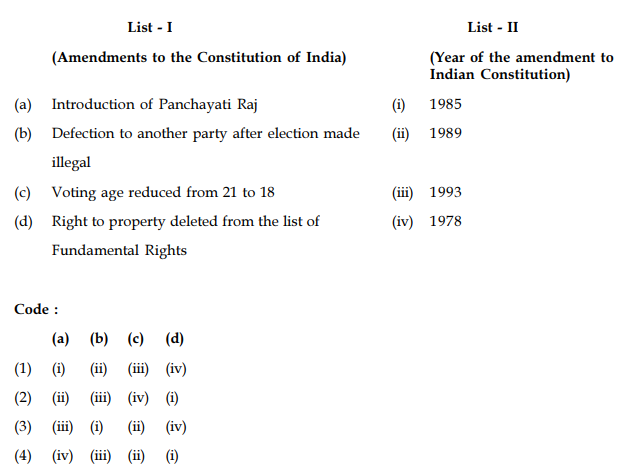 List - I List - II
(Amendments to the Constitution of India) (Year of the amendment to
Indian Constitution)
(a) Introduction of Panchayati Raj (i) 1985
(b) Defection to another party after election made (ii) 1989
illegal
(c) Voting age reduced from 21 to 18 (iii) 1993
(d) Right to property deleted from the list of (iv) 1978
Fundamental Rights
Code :
(a) (b) (c) (d)
(1) (i) (ii) (iii) (iv)
(2) (ii) (iii) (iv) (i)
(3) (iii) (i) (ii) (iv)
(4) (iv) (iii) (ii) (i)